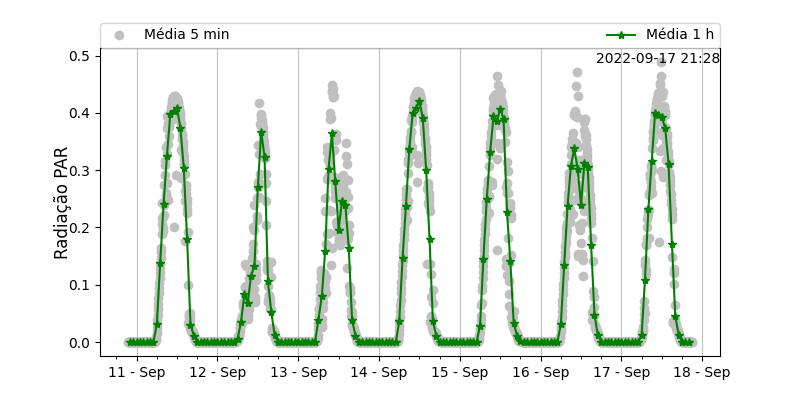 Média 5 min
Média 1 h
2022-09-17 21:28
Radiação PAR
0.5
0.4
0.3
0.2
0.1
0.0
11 - Sep
12 - Sep
13 - Sep
14 - Sep
15 - Sep
16 - Sep
17 - Sep
18 - Sep